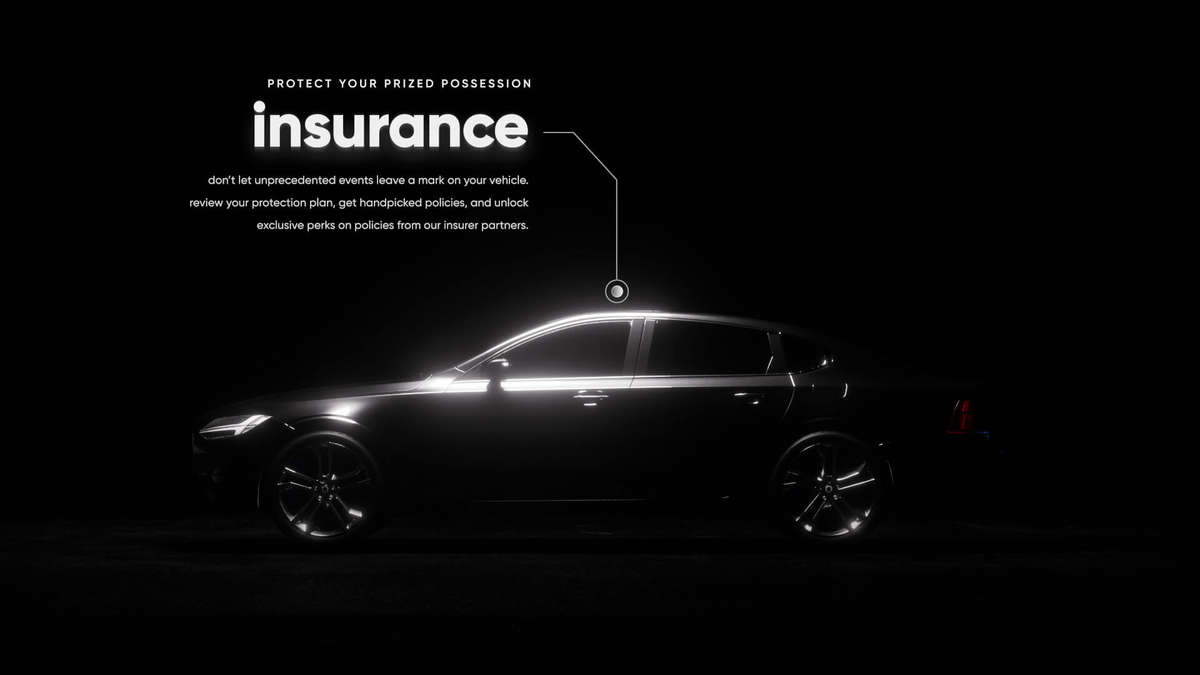 PROTECT YOUR PRIZED POSSESSION
insurance
don’t let unprecedented events leave a mark on your vehicle.
review your protection plan, get handpicked policies, and unlock
exclusive perks on policies from our insurer partners.